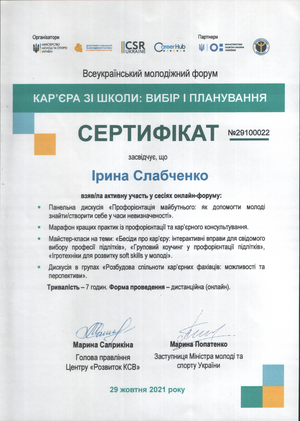 Організатори
Партнери
CSR
UKRAINE
CareerHub
Всеукраїнський молодіжний форум
КАР'ЄРА ЗІ ШКОЛИ: ВИБІР І ПЛАНУВАННЯ
СЕРТИФІКАТ №29100022
засвідчує, що
Ірина Слабченко
взяв/ла активну участь у сесіях онлайн-форуму:
Панельна дискусія «Профорієнтація майбутнього: як допомогти молоді
знайти/створити себе у часи невизначеності».
Марафон кращих практик із профорієнтації та кар'єрного консультування.
Майстер-класи на теми: «Бесіди про кар'єру: інтерактивні вправи для свідомого
вибору професії підлітків», «Груповий коучинг у профорієнтації підлітків»,
«Ігротехніки для розвитку soft skills у молоді».
Дискусія в групах «Розбудова спільноти кар'єрних фахівців: можливості та
перспективи».
Тривалість – 7 годин. Форма проведення – дистанційна (онлайн).
Марина Саприкіна
Марина Попатенко
Голова правління
Заступниця Міністра молоді та
Центру «Розвиток КСВ»
спорту України
29 жовтня 2021 року